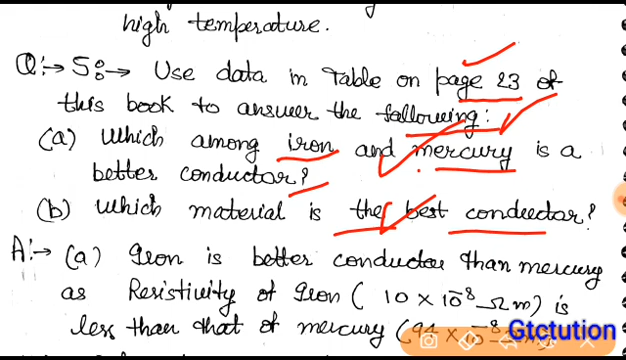 high temperature.
Q:→ 5:→ Use data in Table on page 23 of
this book to answer the following:
(a) Which among iron and mercury is a
better conductor?
(b) Which material is the best conductor?
A:→ (a) Iron is better conductor than mercury
as Resistivity of Iron ( 10 × 10⁻⁸ Ωm) is
less than that of mercury (94 ×
Gtctution